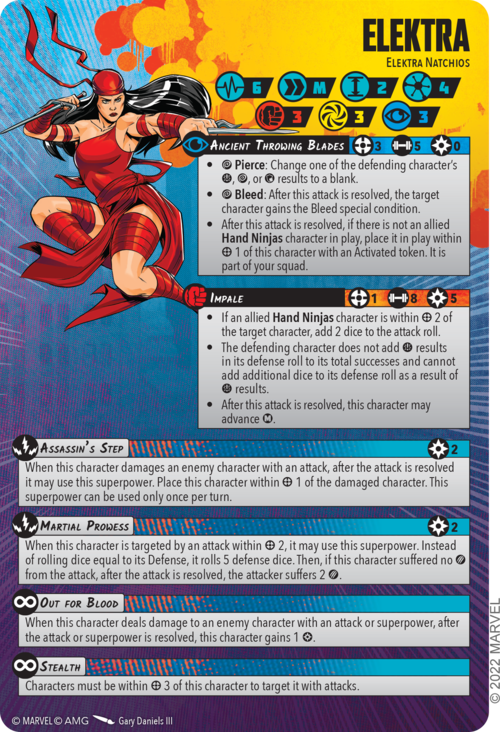 ELEKTRA
ELEKTRA NATCHIOS
6 M 2 4
3 3 3
ANCIENT THROWING BLADES 3 5 0
• Pierce: Change one of the defending character's
, , or results to a blank.
• Bleed: After this attack is resolved, the target
character gains the Bleed special condition.
• After this attack is resolved, if there is not an allied
Hand Ninjas character in play, place it in play within
1 of this character with an Activated token. It is
part of your squad.
IMPALE 1 8 5
• If an allied Hand Ninjas character is within 2 of
the target character, add 2 dice to the attack roll.
• The defending character does not add results
in its defense roll to its total successes and cannot
add additional dice to its defense roll as a result of
results.
• After this attack is resolved, this character may
advance M.
ASSASSIN'S STEP 2
When this character damages an enemy character with an attack, after the attack is resolved
it may use this superpower. Place this character within 1 of the damaged character. This
superpower can be used only once per turn.
MARTIAL PROWESS 2
When this character is targeted by an attack within 2, it may use this superpower. Instead
of rolling dice equal to its Defense, it rolls 5 defense dice. Then, if this character suffered no
from the attack, after the attack is resolved, the attacker suffers 2 .
OUT FOR BLOOD
When this character deals damage to an enemy character with an attack or superpower, after
the attack or superpower is resolved, this character gains 1 .
STEALTH
Characters must be within 3 of this character to target it with attacks.
© MARVEL © AMG Gary Daniels III
© 2022 MARVEL